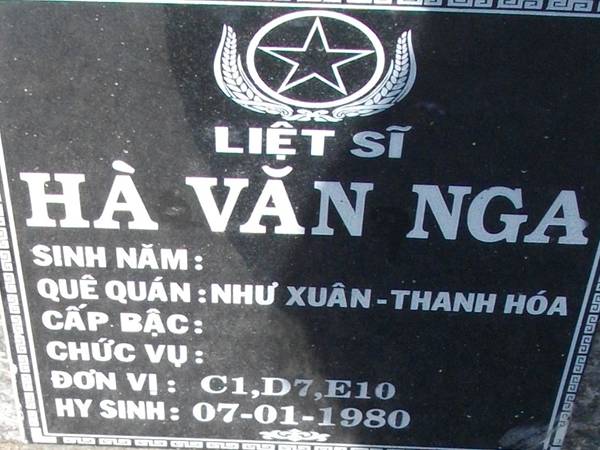 LIỆT SĨ
HÀ VĂN NGA
SINH NĂM :
QUÊ QUÁN : NHƯ XUÂN - THANH HÓA
CẤP BẬC :
CHỨC VỤ :
ĐƠN VỊ : C1,D7,E10
HY SINH : 07-01-1980